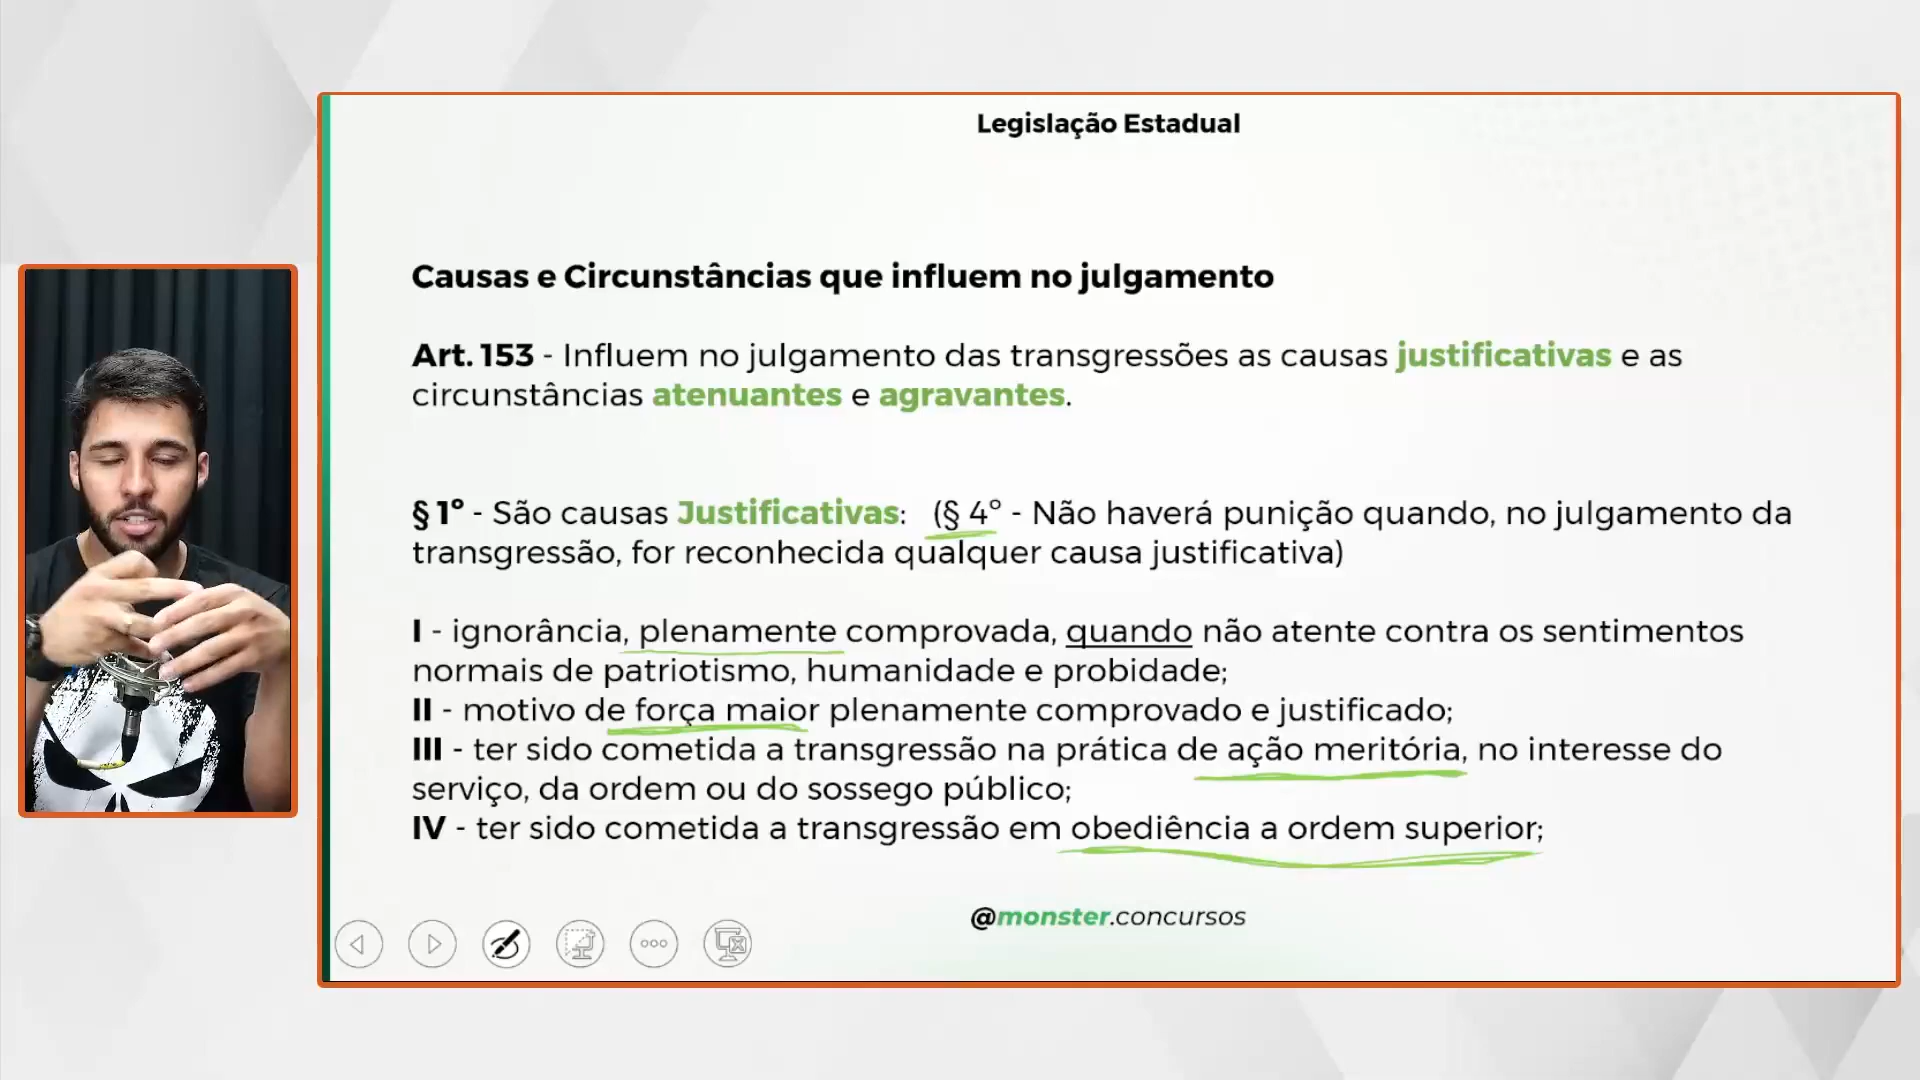 Legislação Estadual
Causas e Circunstâncias que influem no julgamento
Art. 153 - Influem no julgamento das transgressões as causas justificativas e as
circunstâncias atenuantes e agravantes.
§ 1º - São causas Justificativas: (§ 4º - Não haverá punição quando, no julgamento da
transgressão, for reconhecida qualquer causa justificativa)
I - ignorância, plenamente comprovada, quando não atente contra os sentimentos
normais de patriotismo, humanidade e probidade;
II - motivo de força maior plenamente comprovado e justificado;
III - ter sido cometida a transgressão na prática de ação meritória, no interesse do
serviço, da ordem ou do sossego público;
IV - ter sido cometida a transgressão em obediência a ordem superior;
@monster.concursos